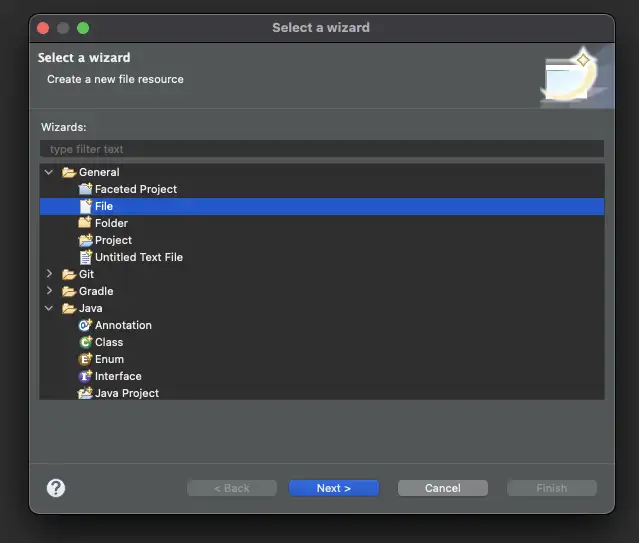 Select a wizard
Select a wizard
Create a new file resource
Wizards:
type filter text
General
Faceted Project
File
Folder
Project
Untitled Text File
Git
Gradle
Java
Annotation
Class
Enum
Interface
Java Project
?
< Back
Next >
Cancel
Finish